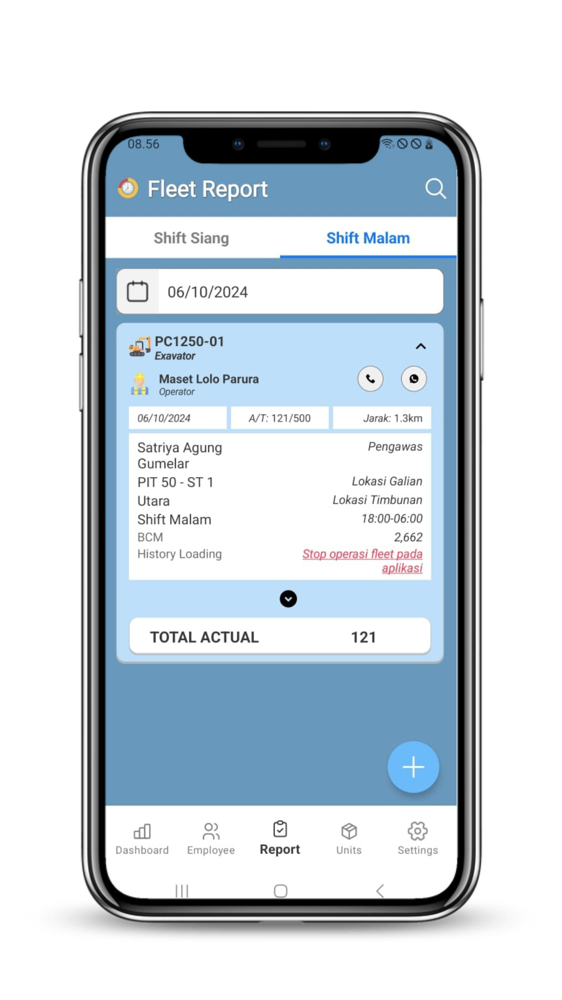 08.56
Fleet Report
Shift Siang Shift Malam
06/10/2024
PC1250-01
Exavator
Maset Lolo Parura
Operator
06/10/2024 A/T: 121/500 Jarak: 1.3km
Satriya Agung Gumelar Pengawas
PIT 50 - ST 1 Lokasi Galian
Utara Lokasi Timbunan
Shift Malam 18:00-06:00
BCM 2,662
History Loading Stop operasi fleet pada aplikasi
TOTAL ACTUAL 121
Dashboard Employee Report Units Settings